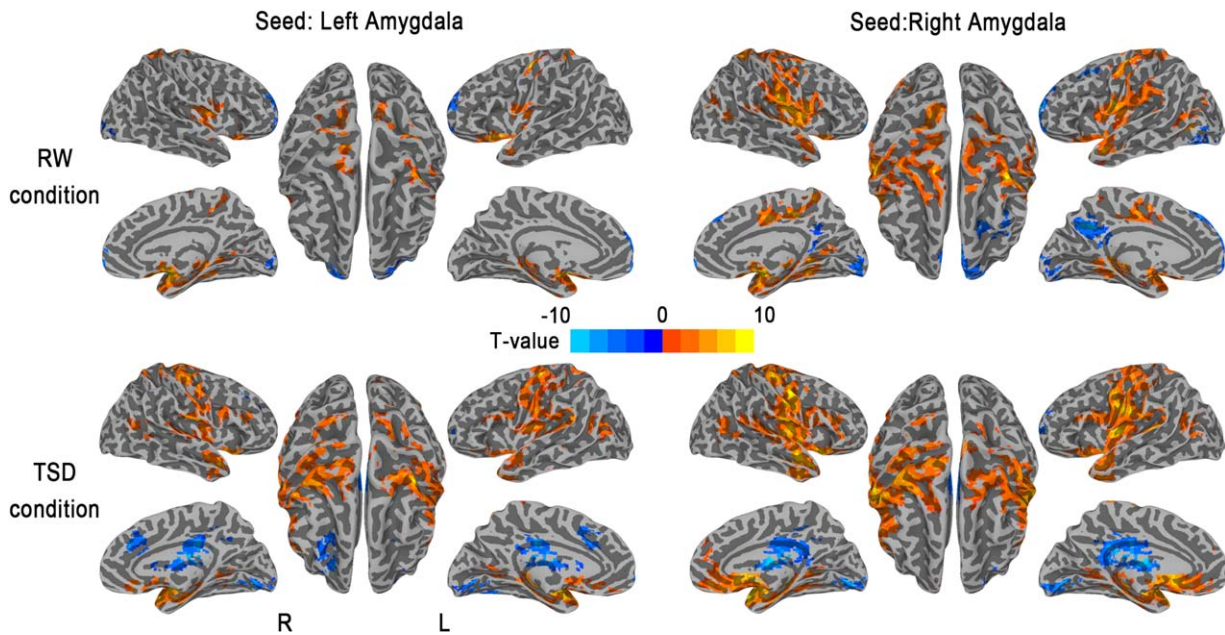 Seed: Left Amygdala
Seed:Right Amygdala
RW
condition
-10 0 10
T-value
TSD
condition
R L